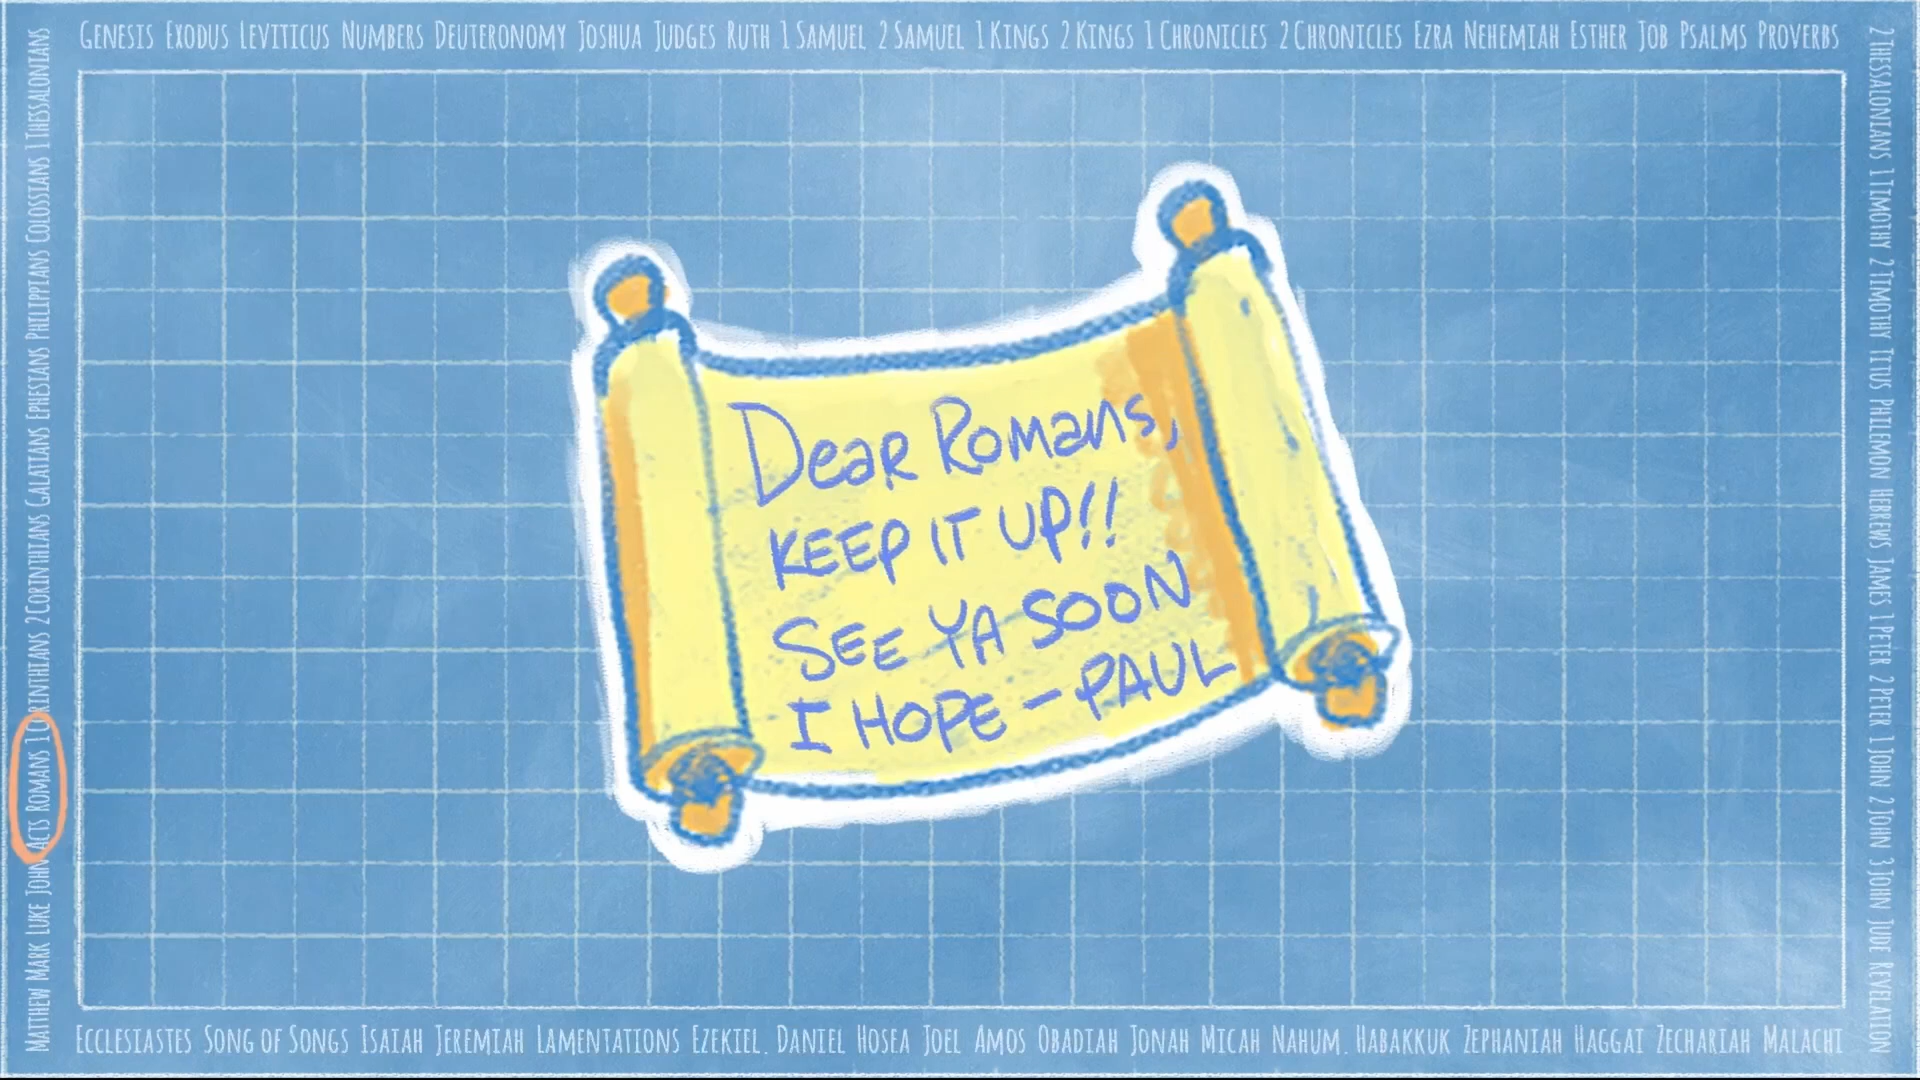 Genesis Exodus Leviticus Numbers Deuteronomy Joshua Judges Ruth 1 Samuel 2 Samuel 1 Kings 2 Kings 1 Chronicles 2 Chronicles Ezra Nehemiah Esther Job Psalms Proverbs
Dear Romans,
KEEP IT UP!!
SEE YA SOON
I HOPE - PAUL
Ecclesiastes Song of Songs Isaiah Jeremiah Lamentations Ezekiel. Daniel Hosea Joel Amos Obadiah Jonah Micah Nahum. Habakkuk Zephaniah Haggai Zechariah Malachi
Matthew Mark Luke John Acts Romans 1 Corinthians 2 Corinthians Galatians Ephesians Philippians Colossians 1 Thessalonians
2 Thessalonians 1 Timothy 2 Timothy Titus Philemon Hebrews James 1 Peter 2 Peter 1 John 2 John 3 John Jude Revelation